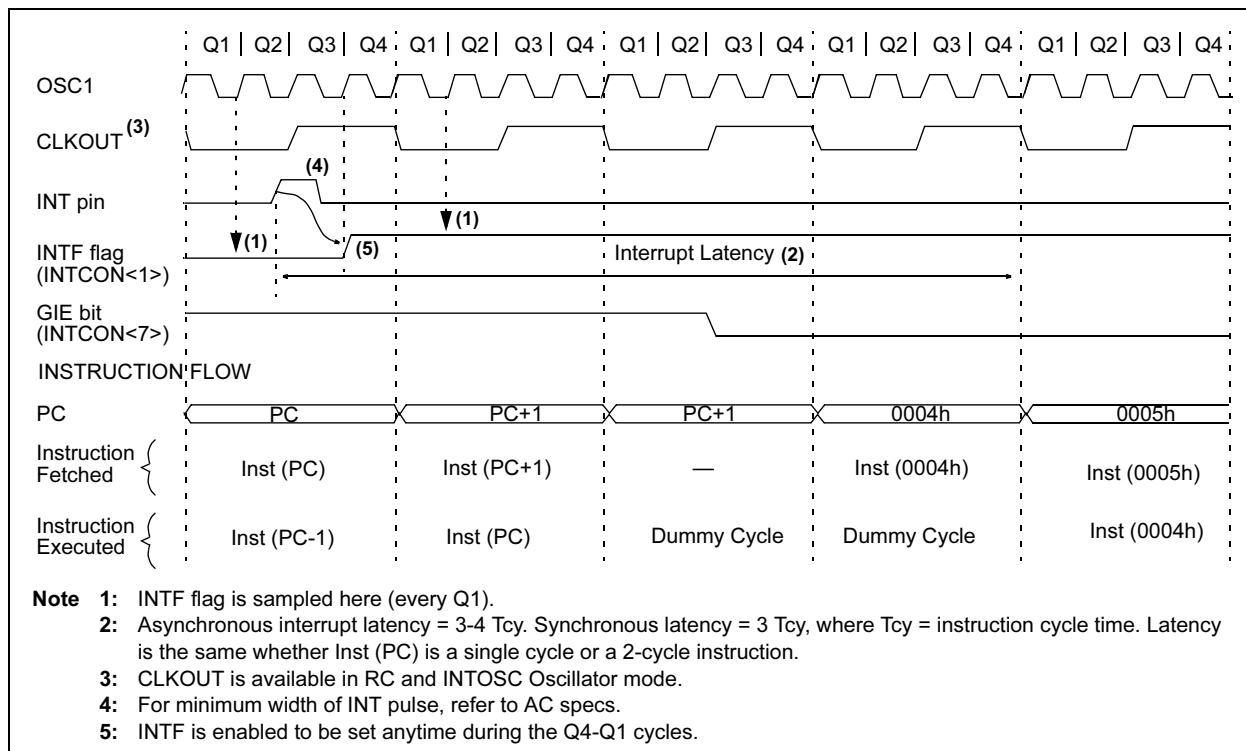 Q1 | Q2 | Q3 | Q4 Q1 | Q2 | Q3 | Q4 Q1 | Q2 | Q3 | Q4 Q1 | Q2 | Q3 | Q4 Q1 | Q2 | Q3 | Q4
OSC1
CLKOUT (3)
(4)
INT pin
(1) (1)
INTF flag
(INTCON<1>)
(5)
Interrupt Latency (2)
GIE bit
(INTCON<7>)
INSTRUCTION FLOW
PC PC PC+1 PC+1 0004h 0005h
Instruction
Fetched
Inst (PC) Inst (PC+1) — Inst (0004h) Inst (0005h)
Instruction
Executed
Inst (PC-1) Inst (PC) Dummy Cycle Dummy Cycle Inst (0004h)
Note 1: INTF flag is sampled here (every Q1).
2: Asynchronous interrupt latency = 3-4 Tcy. Synchronous latency = 3 Tcy, where Tcy = instruction cycle time. Latency
is the same whether Inst (PC) is a single cycle or a 2-cycle instruction.
3: CLKOUT is available in RC and INTOSC Oscillator mode.
4: For minimum width of INT pulse, refer to AC specs.
5: INTF is enabled to be set anytime during the Q4-Q1 cycles.